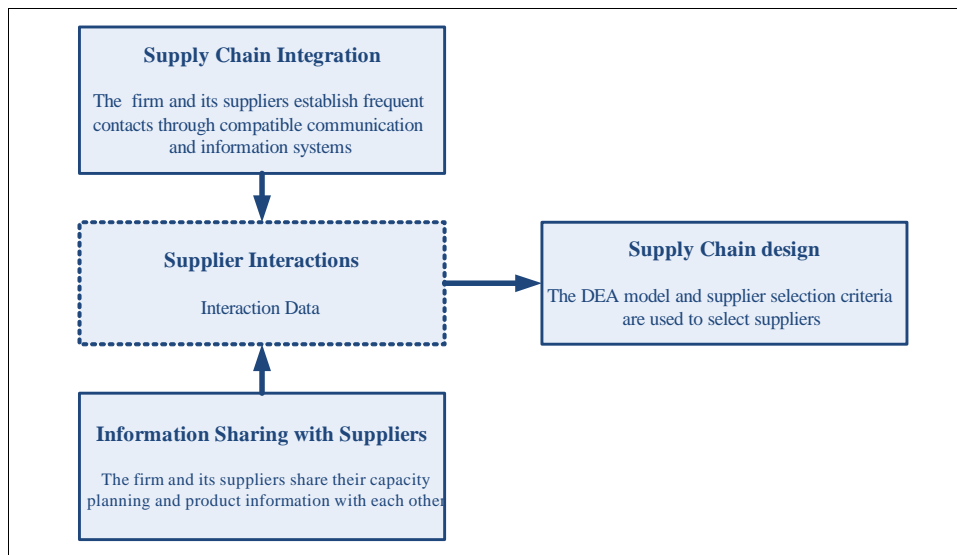 Supply Chain Integration
The firm and its suppliers establish frequent
contacts through compatible communication
and information systems
Supplier Interactions
Interaction Data
Supply Chain design
The DEA model and supplier selection criteria
are used to select suppliers
Information Sharing with Suppliers
The firm and its suppliers share their capacity
planning and product information with each other